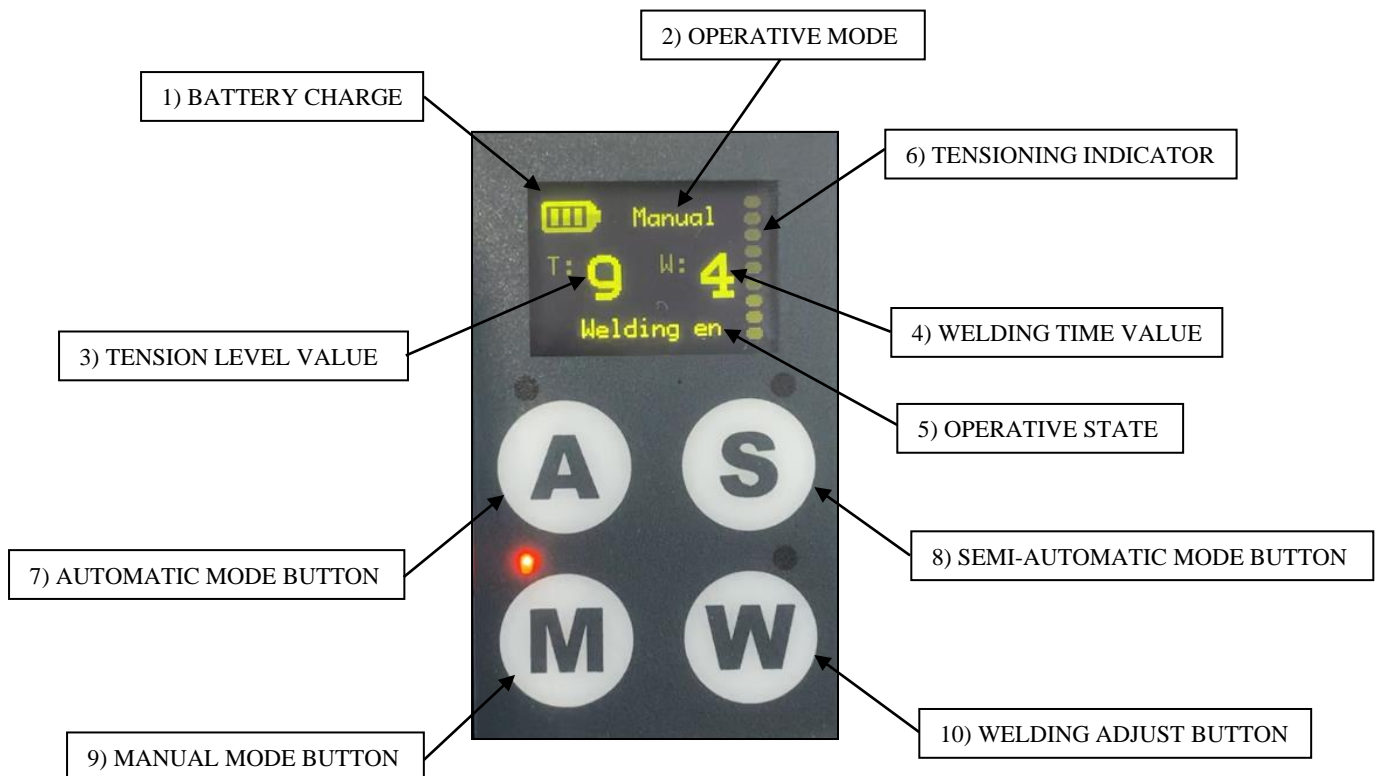 2) OPERATIVE MODE
1) BATTERY CHARGE
6) TENSIONING INDICATOR
Manual
T: 9 W: 4
Welding en
4) WELDING TIME VALUE
3) TENSION LEVEL VALUE
5) OPERATIVE STATE
A S
8) SEMI-AUTOMATIC MODE BUTTON
7) AUTOMATIC MODE BUTTON
M W
10) WELDING ADJUST BUTTON
9) MANUAL MODE BUTTON